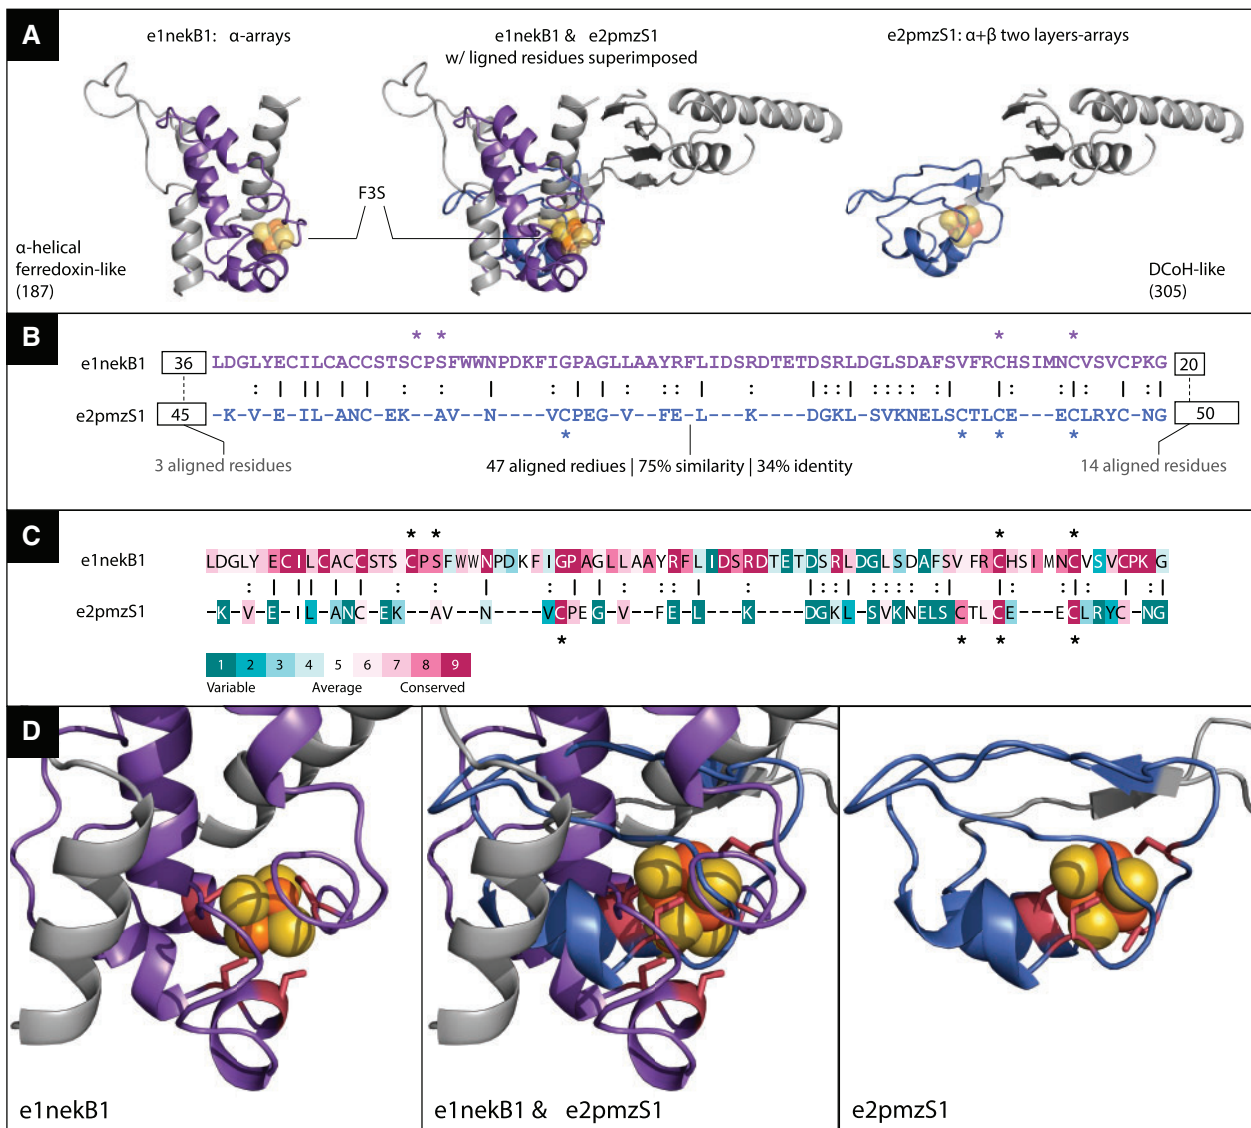 A
e1nekB1: α-arrays
e1nekB1 & e2pmzS1
w/ ligned residues superimposed
e2pmzS1: α+β two layers-arrays
F3S
α-helical
ferredoxin-like
(187)
DCoH-like
(305)
B
* * * *
e1nekB1 36 LDGLYECILCACCSTSCPSFWWNPDKFIGPAGLLAAYRFLIDSRDTETDSRLDGLSDAFSVFRCHSIMNCVSVCPKG 20
e2pmzS1 45 -K-V-E-IL-ANC-EK--AV--N----VCPEG-V--FE-L---K----DGKL-SVKNELSCTLCE---ECLRYC-NG 50
* * * *
3 aligned residues
47 aligned rediues | 75% similarity | 34% identity
14 aligned residues
C
* * * *
e1nekB1 LDGLYECILCACCSTSCPSFWWNPDKFIGPAGLLAAYRFLIDSRDTETDSRLDGLSDAFSVFRCHSIMNCVSVCPKG
e2pmzS1 -K-V-E-IL-ANC-EK--AV--N----VCPEG-V--FE-L---K----DGKL-SVKNELSCTLCE---ECLRYC-NG
* * * *
1 2 3 4 5 6 7 8 9
Variable Average Conserved
D
e1nekB1
e1nekB1 & e2pmzS1
e2pmzS1